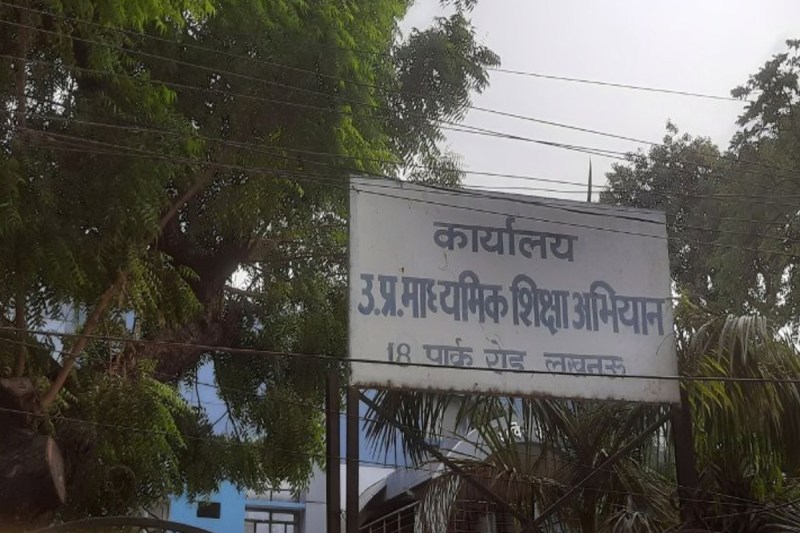 कार्यालय
उ.प्र.माध्यमिक शिक्षा अभियान
18 पार्क रोड लखनऊ